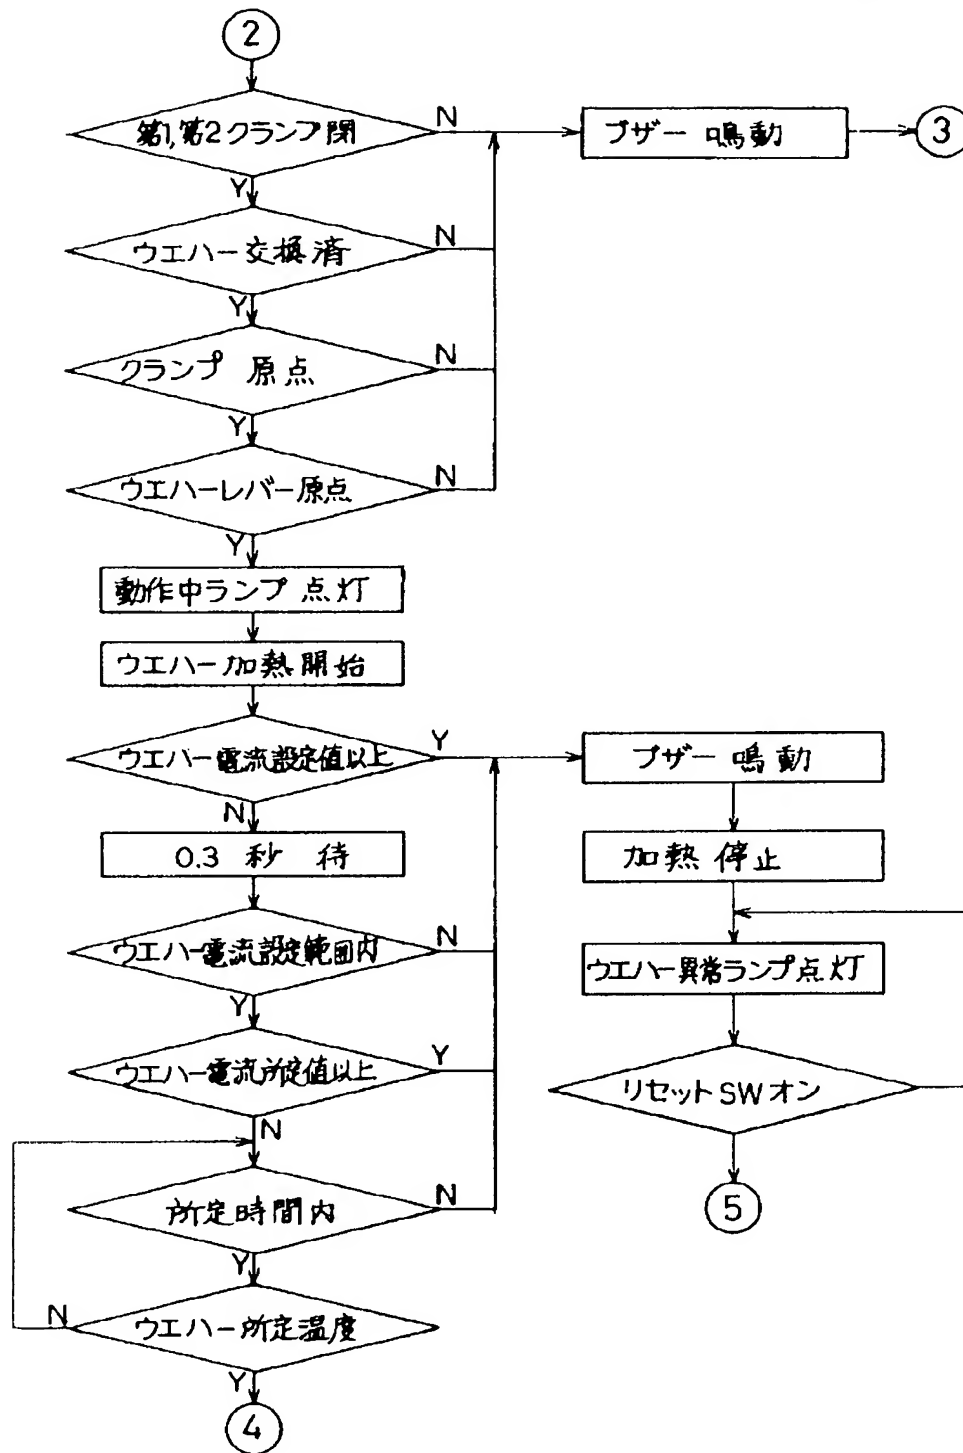 2
第1,第2クランプ閉
N
ブザー 鳴動
3
Y
ウエハー交換済
N
Y
クランプ 原点
N
Y
ウエハーレバー原点
N
Y
動作中ランプ 点灯
ウエハー加熱開始
ウエハー電流設定値以上
Y
ブザー 鳴動
N
0.3 秒 待
加熱 停止
ウエハー電流設定範囲内
N
ウエハー異常ランプ点灯
Y
ウエハー電流所定値以上
Y
リセットSWオン
N
所定時間内
N
5
Y
ウエハー所定温度
N
Y
4